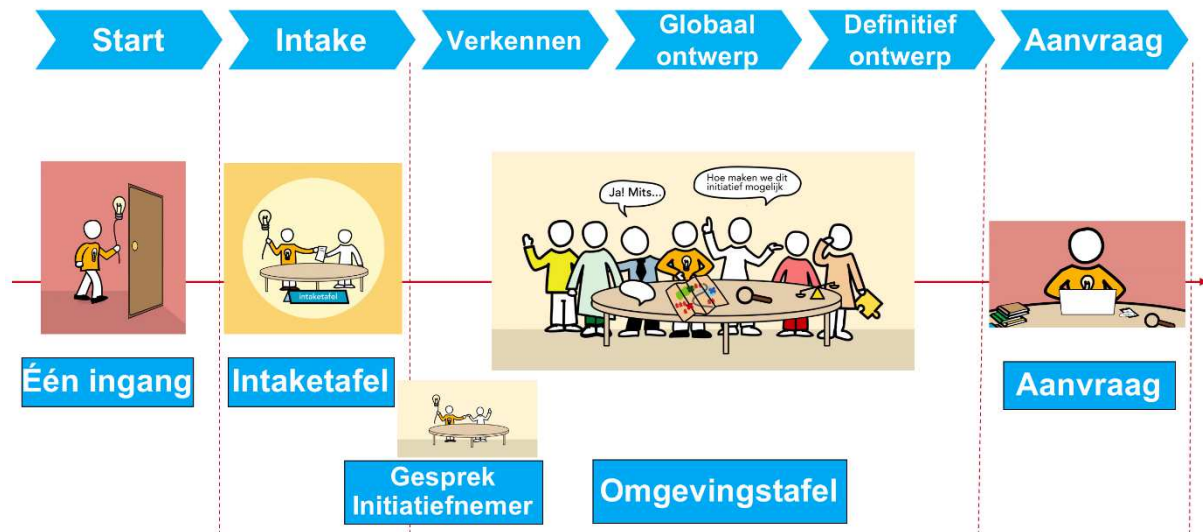 Start
Intake
Verkennen
Globaal
ontwerp
Definitief
ontwerp
Aanvraag
Ja! Mits...
Hoe maken we dit
initiatief mogelijk
intaketafel
Één ingang
Intaketafel
Aanvraag
Gesprek
Initiatiefnemer
Omgevingstafel